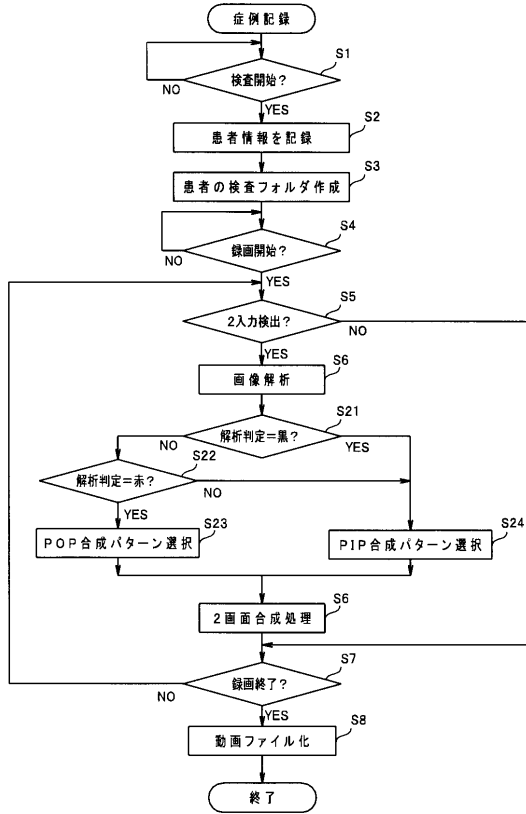 症例記録
S1
検査開始?
NO
YES
S2
患者情報を記録
S3
患者の検査フォルダ作成
S4
録画開始?
NO
YES
S5
2入力検出?
NO
YES
S6
画像解析
S21
解析判定=黒?
NO
YES
S22
解析判定=赤?
NO
YES
S23
POP合成パターン選択
S24
PIP合成パターン選択
S6
2画面合成処理
S7
録画終了?
NO
YES
S8
動画ファイル化
終了